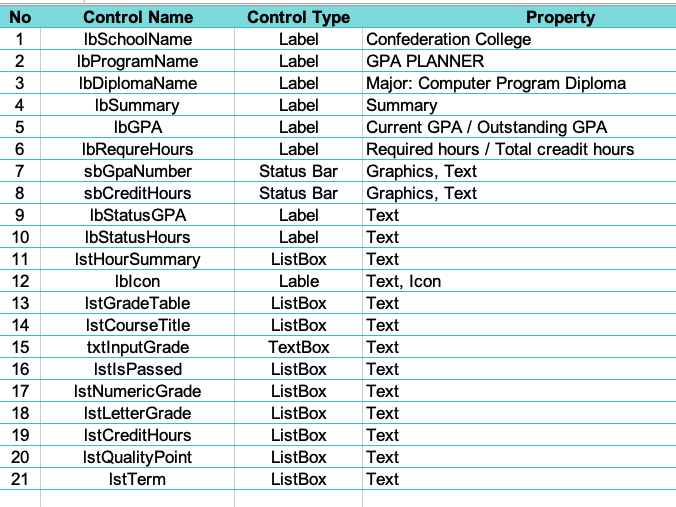 No Control Name Control Type Property
1 lbSchoolName Label Confederation College
2 lbProgramName Label GPA PLANNER
3 lbDiplomaName Label Major: Computer Program Diploma
4 lbSummary Label Summary
5 lbGPA Label Current GPA / Outstanding GPA
6 lbRequreHours Label Required hours / Total creadit hours
7 sbGpaNumber Status Bar Graphics, Text
8 sbCreditHours Status Bar Graphics, Text
9 lbStatusGPA Label Text
10 lbStatusHours Label Text
11 lstHourSummary ListBox Text
12 lbIcon Lable Text, Icon
13 lstGradeTable ListBox Text
14 lstCourseTitle ListBox Text
15 txtInputGrade TextBox Text
16 lstIsPassed ListBox Text
17 lstNumericGrade ListBox Text
18 lstLetterGrade ListBox Text
19 lstCreditHours ListBox Text
20 lstQualityPoint ListBox Text
21 lstTerm ListBox Text